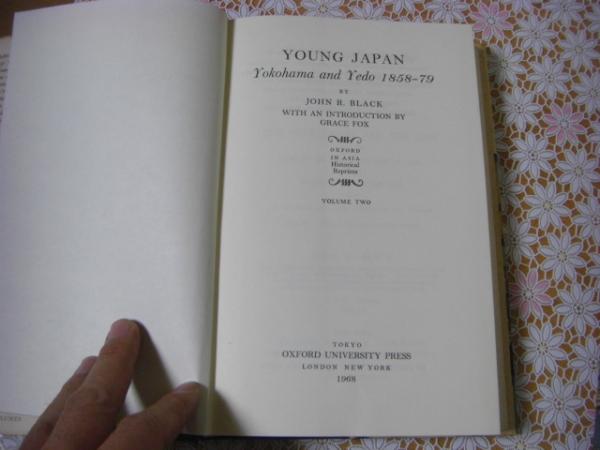 YOUNG JAPAN
Yokohama and Yedo 1858-79
BY
JOHN R. BLACK
WITH AN INTRODUCTION BY
GRACE FOX
OXFORD
IN ASIA
Historical
Reprints
VOLUME TWO
TOKYO
OXFORD UNIVERSITY PRESS
LONDON NEW YORK
1968